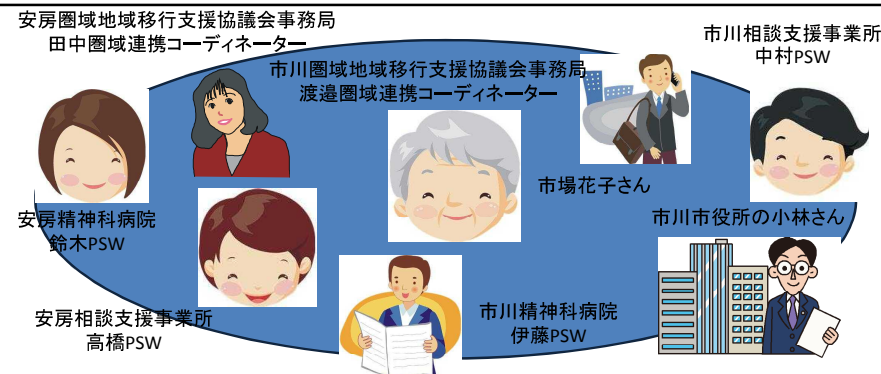 安房圏域地域移行支援協議会事務局
田中圏域連携コーディネーター
市川圏域地域移行支援協議会事務局
渡邉圏域連携コーディネーター
市川相談支援事業所
中村PSW
市場花子さん
安房精神科病院
鈴木PSW
市川市役所の小林さん
安房相談支援事業所
高橋PSW
市川精神科病院
伊藤PSW